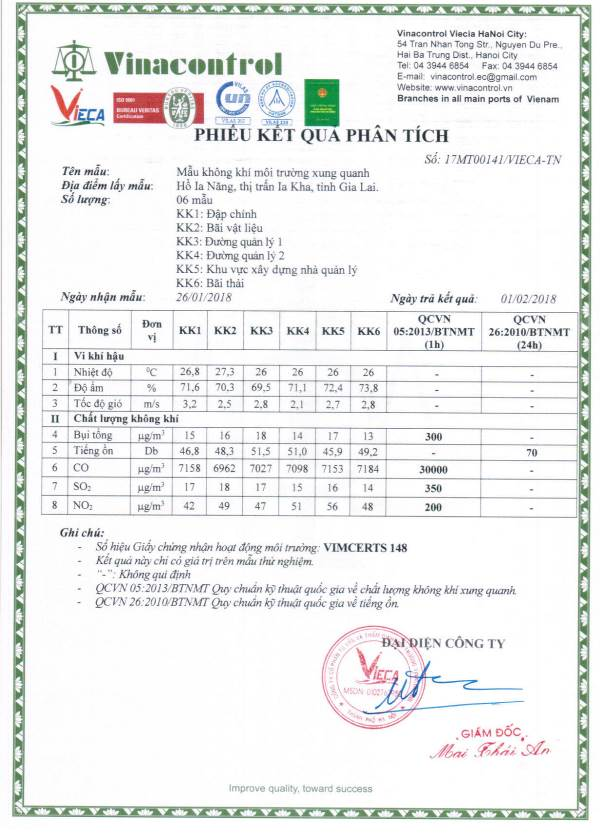 Vinacontrol
Vinacontrol Viecia HaNoi City:
54 Tran Nhan Tong Str., Nguyen Du Pre.,
Hai Ba Trung Dist., Hanoi City
Tel: 04 3944 6854 Fax: 04 3944 6854
E-mail: vinacontrol.ec@gmail.com
Website: www.vinacontrol.vn
Branches in all main ports of Vienam
VIECA
ISO 9001
BUREAU VERITAS
Certification
VILAS
PHIẾU KẾT QUẢ PHÂN TÍCH
Số: 17MT00141/VIECA-TN
Tên mẫu: Mẫu không khí môi trường xung quanh
Địa điểm lấy mẫu: Hồ Ia Năng, thị trấn Ia Kha, tỉnh Gia Lai.
Số lượng: 06 mẫu
KK1: Đập chính
KK2: Bãi vật liệu
KK3: Đường quản lý 1
KK4: Đường quản lý 2
KK5: Khu vực xây dựng nhà quản lý
KK6: Bãi thải
Ngày nhận mẫu: 26/01/2018 Ngày trả kết quả: 01/02/2018
TT Thông số Đơn vị KK1 KK2 KK3 KK4 KK5 KK6 QCVN 05:2013/BTNMT (1h) QCVN 26:2010/BTNMT (24h)
I Vi khí hậu
1 Nhiệt độ ⁰C 26,8 27,3 26 26 26 26 - -
2 Độ ẩm % 71,6 70,3 69,5 71,1 72,4 73,8 - -
3 Tốc độ gió m/s 3,2 2,5 2,8 2,1 2,7 2,8 - -
II Chất lượng không khí
4 Bụi tổng µg/m³ 15 16 18 14 17 13 300 -
5 Tiếng ồn Db 46,8 48,3 51,5 51,0 45,9 49,2 - 70
6 CO µg/m³ 7158 6962 7027 7098 7153 7184 30000 -
7 SO₂ µg/m³ 17 18 17 15 16 14 350 -
8 NO₂ µg/m³ 42 49 47 51 56 48 200 -
Ghi chú:
- Số hiệu Giấy chứng nhận hoạt động môi trường: VIMCERTS 148
- Kết quả này chỉ có giá trị trên mẫu thử nghiệm.
- "-": Không qui định
- QCVN 05:2013/BTNMT Quy chuẩn kỹ thuật quốc gia về chất lượng không khí xung quanh.
- QCVN 26:2010/BTNMT Quy chuẩn kỹ thuật quốc gia về tiếng ồn.
ĐẠI DIỆN CÔNG TY
VIECA
THÀNH PHỐ HÀ NỘI
GIÁM ĐỐC
Mai Thái An
Improve quality, toward success